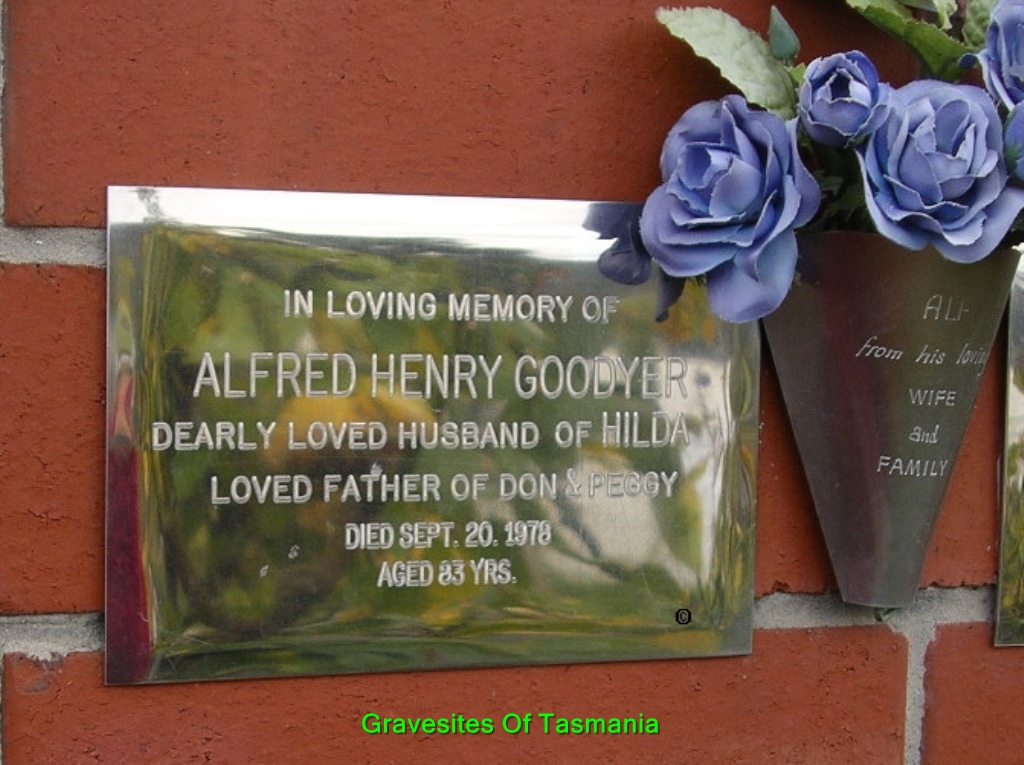 IN LOVING MEMORY OF
ALFRED HENRY GOODYER
DEARLY LOVED HUSBAND OF HILDA
LOVED FATHER OF DON & PEGGY
DIED SEPT. 20. 1978
AGED 83 YRS.
©
ALF
from his loving
WIFE
and
FAMILY
Gravesites Of Tasmania